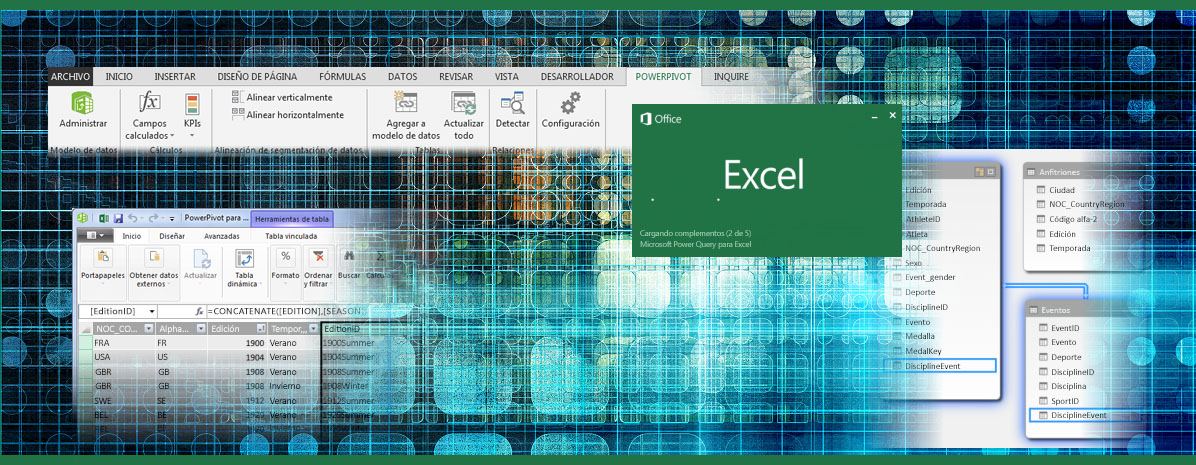 ARCHIVO INICIO INSERTAR DISEÑO DE PÁGINA FÓRMULAS DATOS REVISAR VISTA DESARROLLADOR POWERPIVOT INQUIRE
Administrar
Campos
calculados
KPIs
Alinear verticalmente
Alinear horizontalmente
Agregar a
modelo de datos
Actualizar
todo
Detectar
Configuración
Modelo de datos Cálculos Alineación de segmentación de datos Tablas Relaciones
Office
Excel
Cargando complementos (2 de 5)
Microsoft Power Query para Excel
PowerPivot para ... Herramientas de tabla
Inicio Diseñar Avanzadas Tabla vinculada
Portapapeles
Obtener datos
externos
Actualizar
Tabla
dinámica
Formato
Ordenar
y filtrar
Buscar
[EditionID] fx =CONCATENATE([EDITION],[SEASON]
NOC_CO... Alpha... Edición Tempor... EditionID
FRA FR 1900 Verano 1900Summer
USA US 1904 Verano 1904Summer
GBR GB 1908 Verano 1908Summer
GBR GB 1908 Invierno 1908Winter
SWE SE 1912 Verano 1912Summer
BEL BE 1920 Verano 1920Summer
Edición
Temporada
AthleteID
Atleta
NOC_CountryRegion
Sexo
Event_gender
Deporte
DisciplineID
Evento
Medalla
MedalKey
DisciplineEvent
Anfitriones
Ciudad
NOC_CountryRegion
Código alfa-2
Edición
Temporada
Eventos
EventID
Evento
Deporte
DisciplineID
Disciplina
SportID
DisciplineEvent